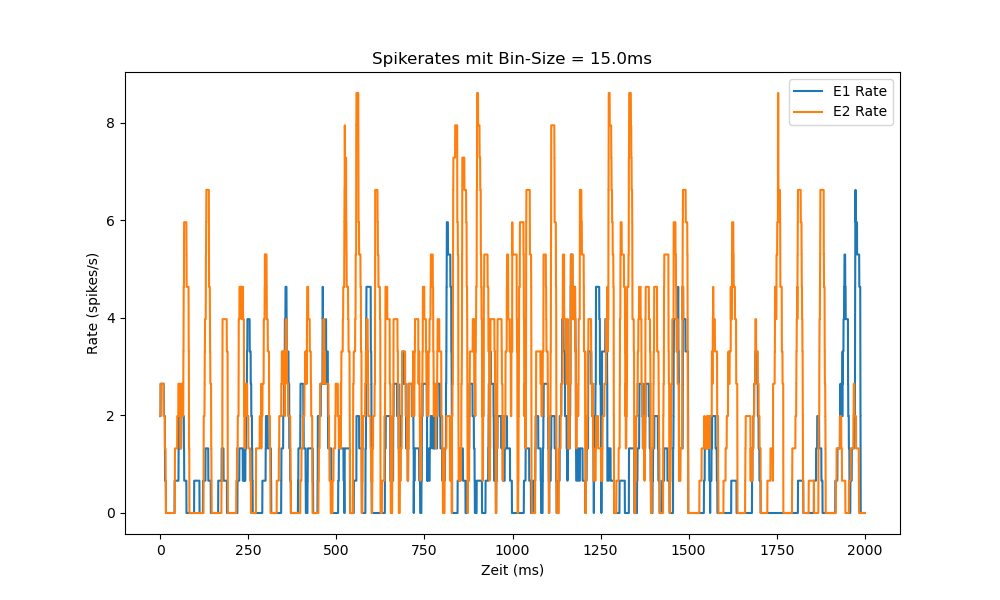 Spikerates mit Bin-Size = 15.0ms
E1 Rate
E2 Rate
Rate (spikes/s)
8
6
4
2
0
0 250 500 750 1000 1250 1500 1750 2000
Zeit (ms)